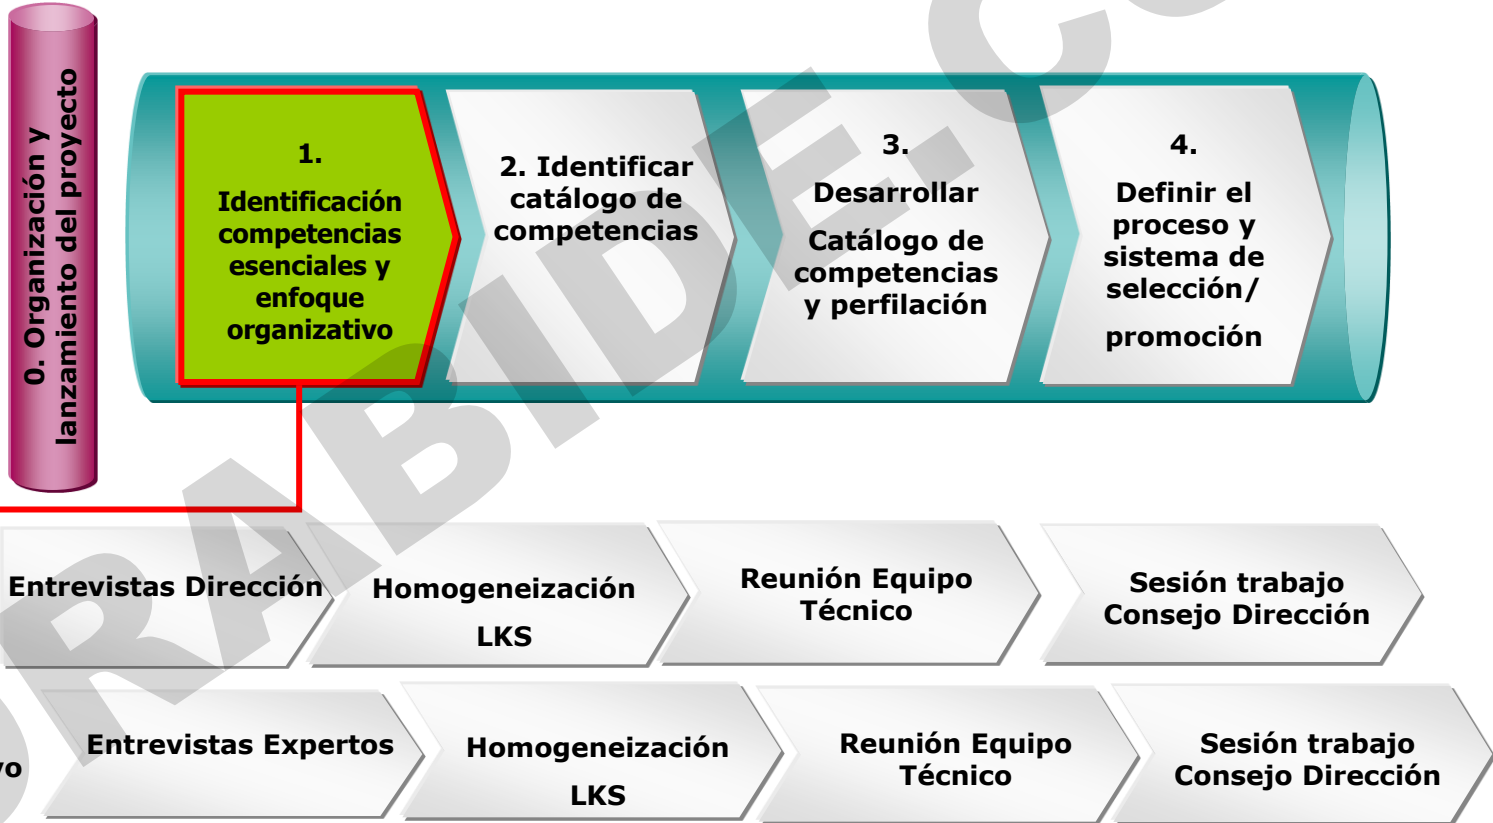 0. Organización y
lanzamiento del proyecto
1.
Identificación
competencias
esenciales y
enfoque
organizativo
2. Identificar
catálogo de
competencias
3.
Desarrollar
Catálogo de
competencias
y perfilación
4.
Definir el
proceso y
sistema de
selección/
promoción
Entrevistas Dirección
Homogeneización
LKS
Reunión Equipo
Técnico
Sesión trabajo
Consejo Dirección
Entrevistas Expertos
Homogeneización
LKS
Reunión Equipo
Técnico
Sesión trabajo
Consejo Dirección